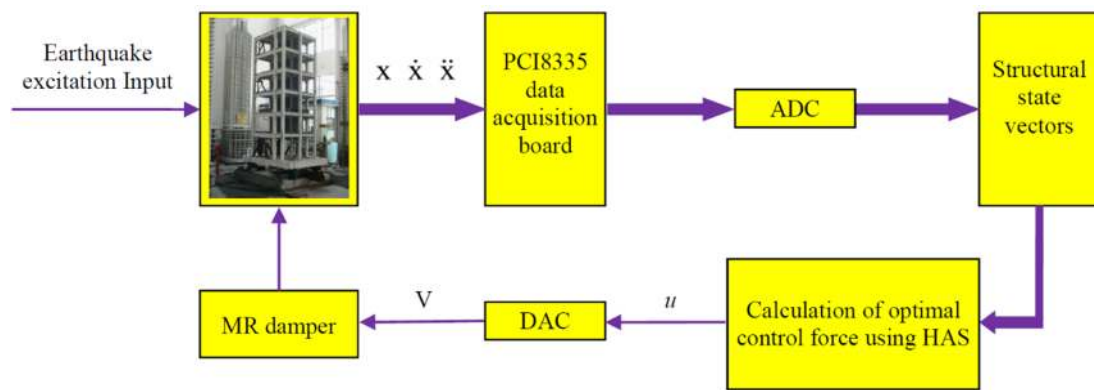 Earthquake
excitation Input
x ẋ ẍ
PCI8335
data
acquisition
board
ADC
Structural
state
vectors
Calculation of optimal
control force using HAS
u
DAC
V
MR damper